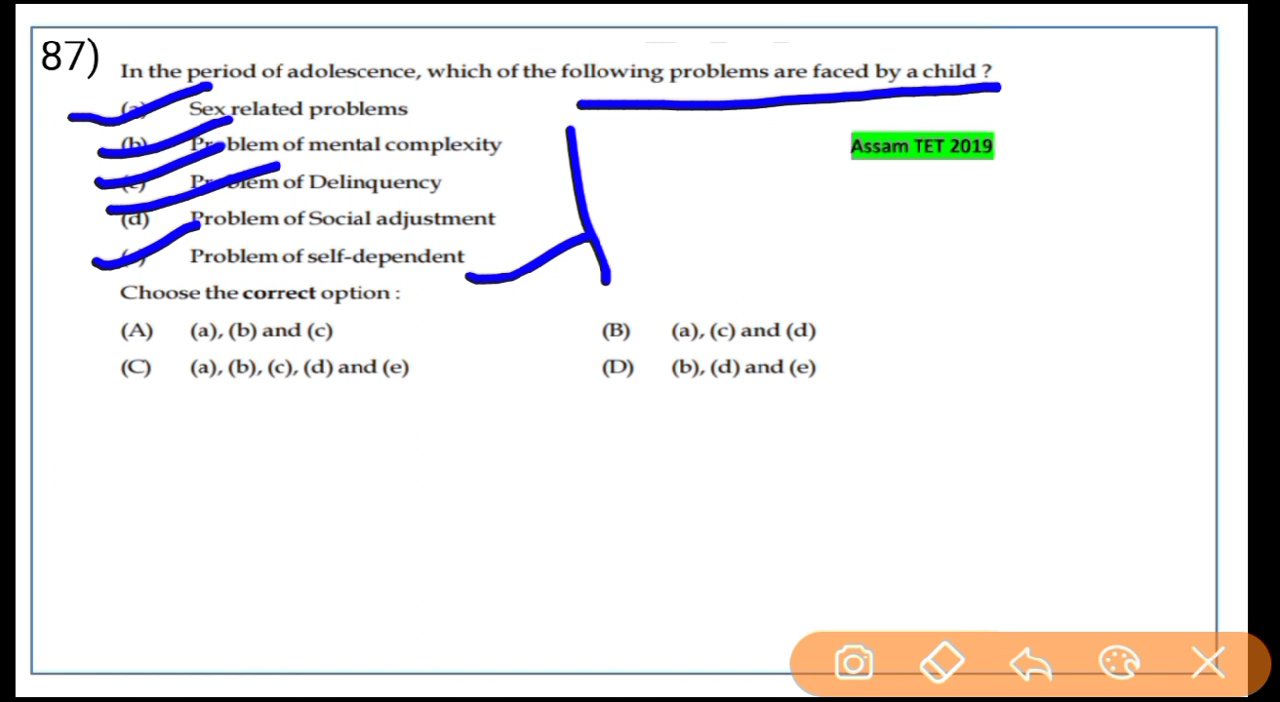 87)
In the period of adolescence, which of the following problems are faced by a child ?
(a) Sex related problems
(b) Problem of mental complexity
Assam TET 2019
(c) Problem of Delinquency
(d) Problem of Social adjustment
Problem of self-dependent
Choose the correct option :
(A) (a), (b) and (c)
(B) (a), (c) and (d)
(C) (a), (b), (c), (d) and (e)
(D) (b), (d) and (e)